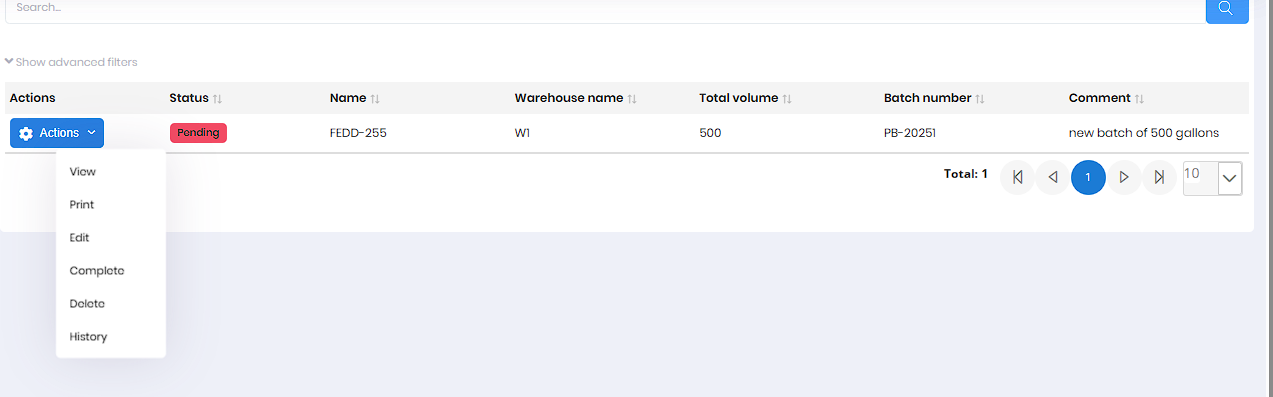 Search...
Show advanced filters
Actions Status Name Warehouse name Total volume Batch number Comment
Actions Pending FEDD-255 W1 500 PB-20251 new batch of 500 gallons
Total: 1 1 10
View
Print
Edit
Complete
Delete
History